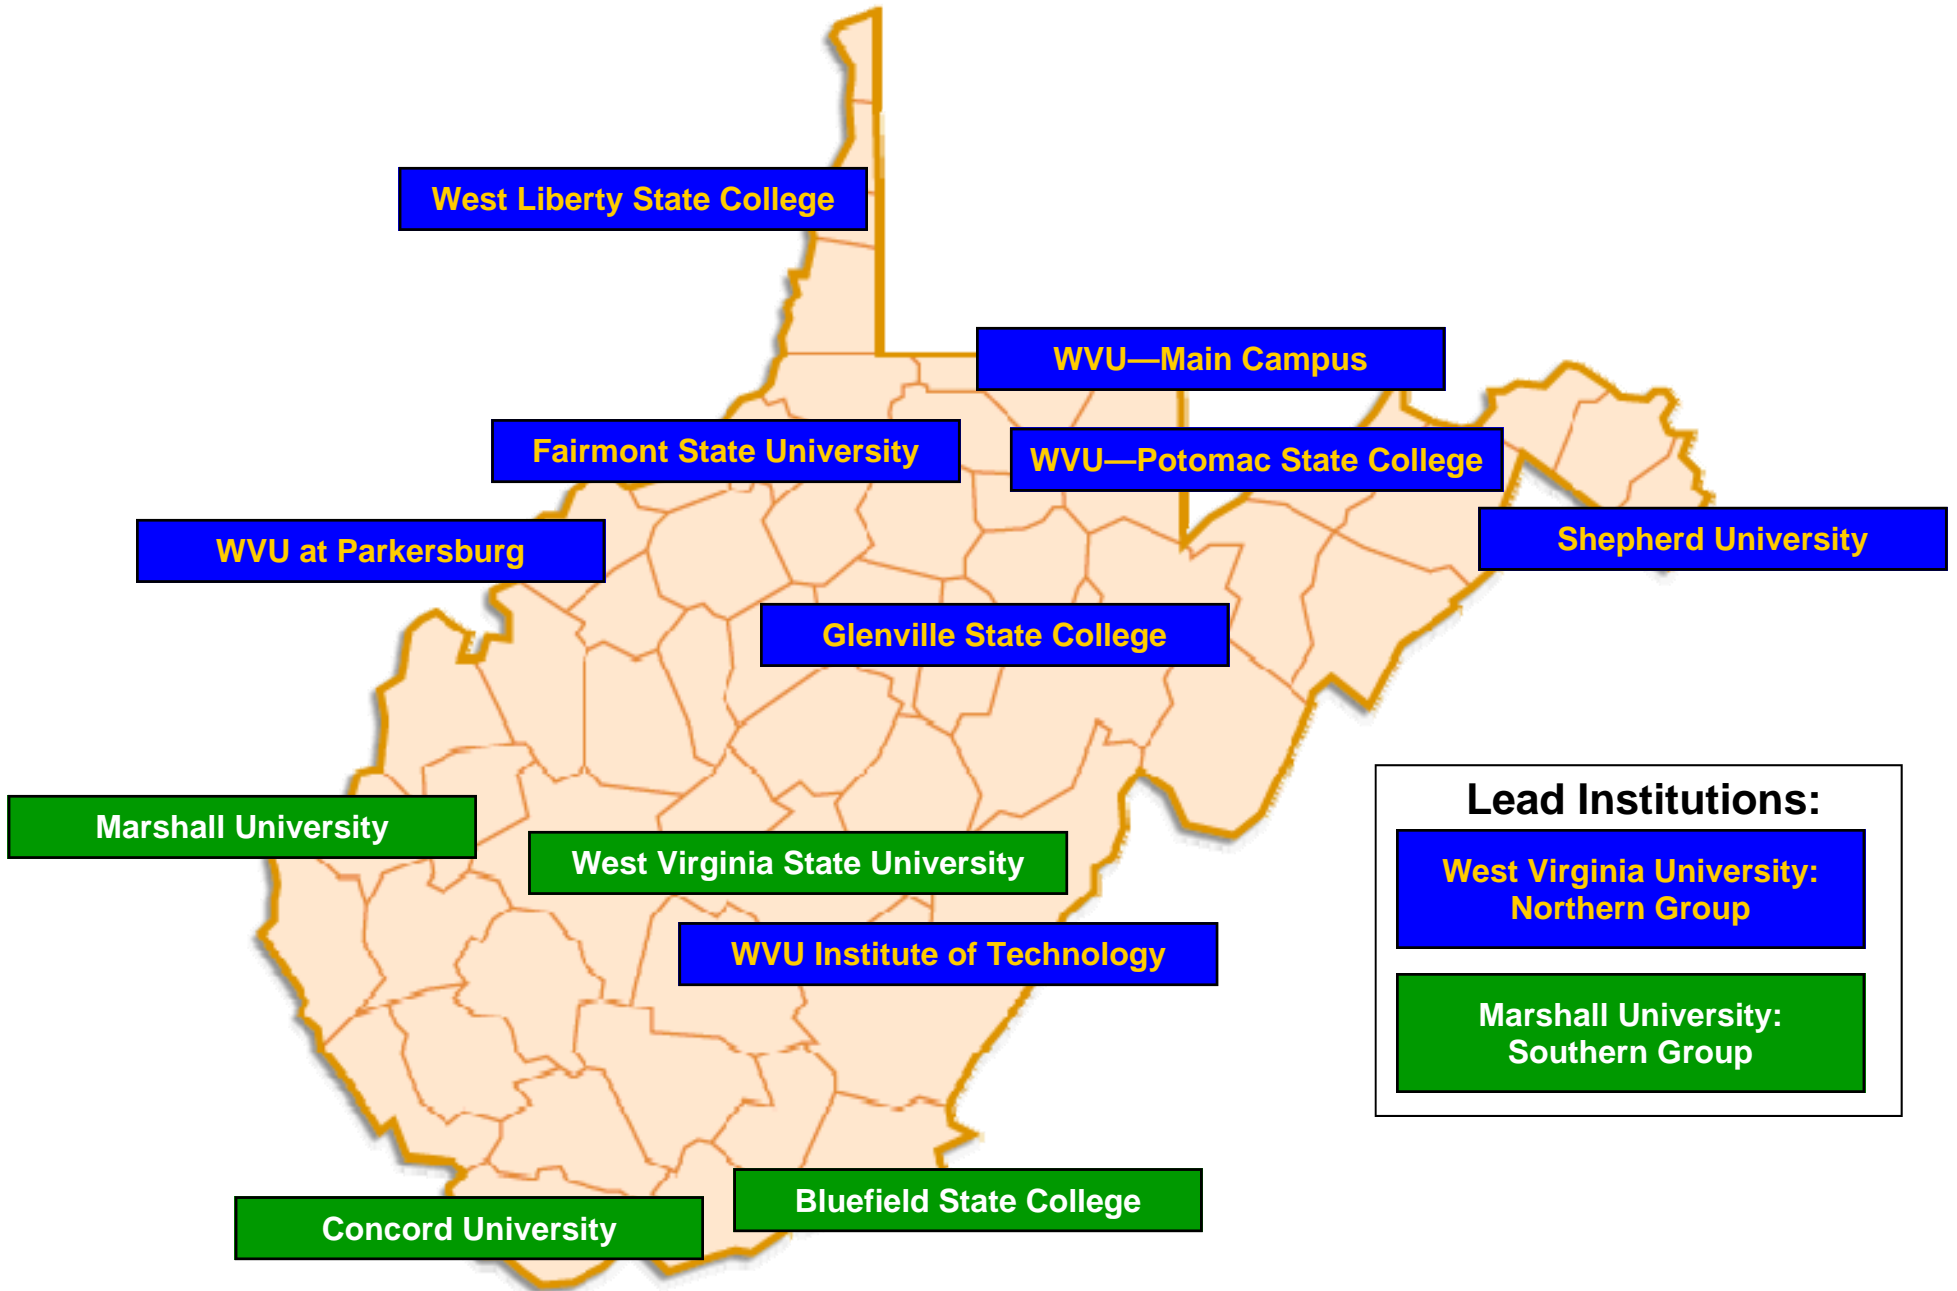 West Liberty State College
WVU—Main Campus
Fairmont State University
WVU—Potomac State College
WVU at Parkersburg
Shepherd University
Glenville State College
Marshall University
West Virginia State University
WVU Institute of Technology
Bluefield State College
Concord University
Lead Institutions:
West Virginia University:
Northern Group
Marshall University:
Southern Group